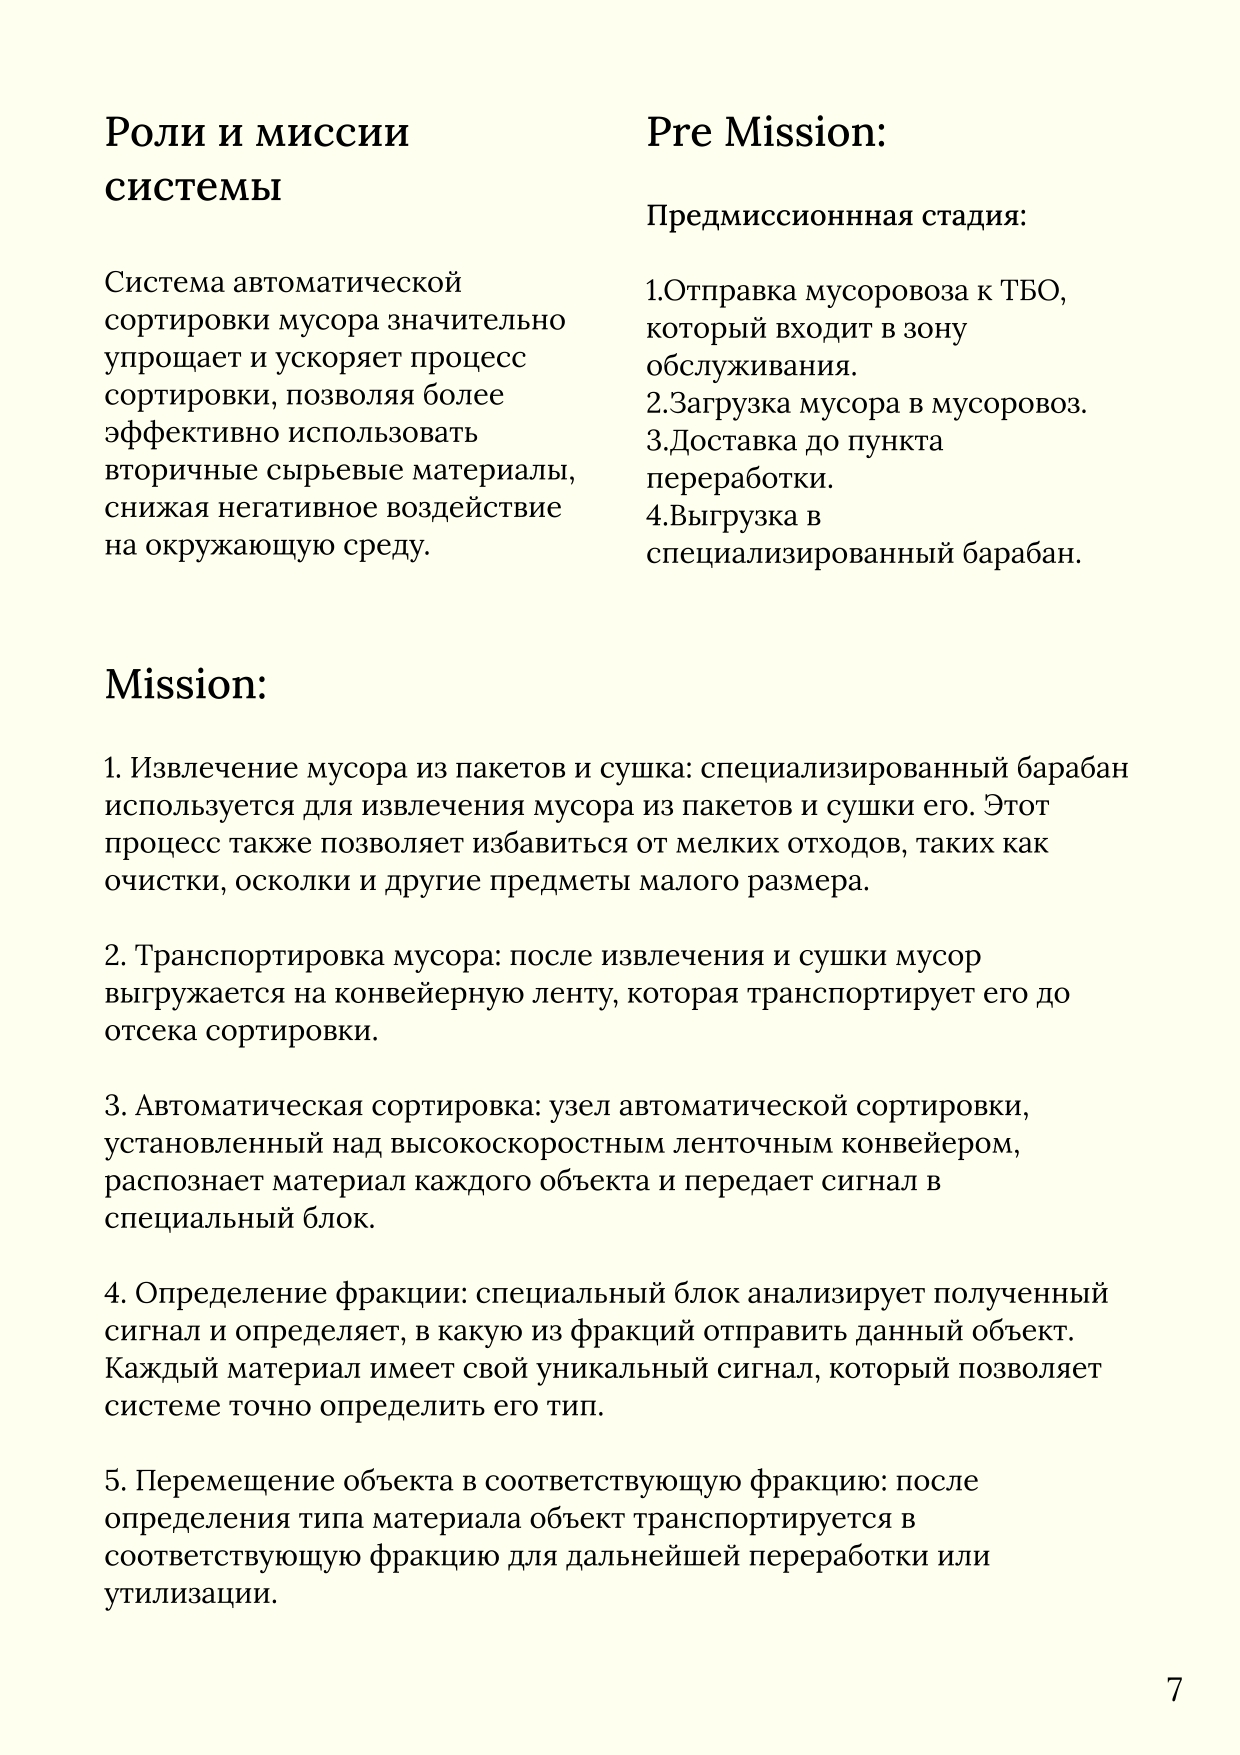 Роли и миссии
системы
Система автоматической
сортировки мусора значительно
упрощает и ускоряет процесс
сортировки, позволяя более
эффективно использовать
вторичные сырьевые материалы,
снижая негативное воздействие
на окружающую среду.
Pre Mission:
Предмиссионнная стадия:
1.Отправка мусоровоза к ТБО,
который входит в зону
обслуживания.
2.Загрузка мусора в мусоровоз.
3.Доставка до пункта
переработки.
4.Выгрузка в
специализированный барабан.
Mission:
1. Извлечение мусора из пакетов и сушка: специализированный барабан
используется для извлечения мусора из пакетов и сушки его. Этот
процесс также позволяет избавиться от мелких отходов, таких как
очистки, осколки и другие предметы малого размера.
2. Транспортировка мусора: после извлечения и сушки мусор
выгружается на конвейерную ленту, которая транспортирует его до
отсека сортировки.
3. Автоматическая сортировка: узел автоматической сортировки,
установленный над высокоскоростным ленточным конвейером,
распознает материал каждого объекта и передает сигнал в
специальный блок.
4. Определение фракции: специальный блок анализирует полученный
сигнал и определяет, в какую из фракций отправить данный объект.
Каждый материал имеет свой уникальный сигнал, который позволяет
системе точно определить его тип.
5. Перемещение объекта в соответствующую фракцию: после
определения типа материала объект транспортируется в
соответствующую фракцию для дальнейшей переработки или
утилизации.
7